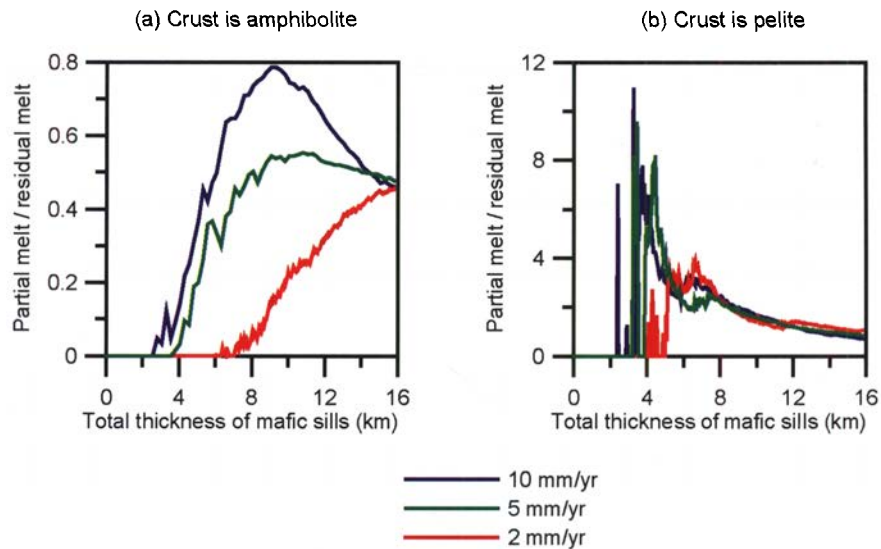 (a) Crust is amphibolite
(b) Crust is pelite
Partial melt / residual melt
0.8
0.6
0.4
0.2
0
0 4 8 12 16
Total thickness of mafic sills (km)
Partial melt / residual melt
12
8
4
0
0 4 8 12 16
Total thickness of mafic sills (km)
10 mm/yr
5 mm/yr
2 mm/yr